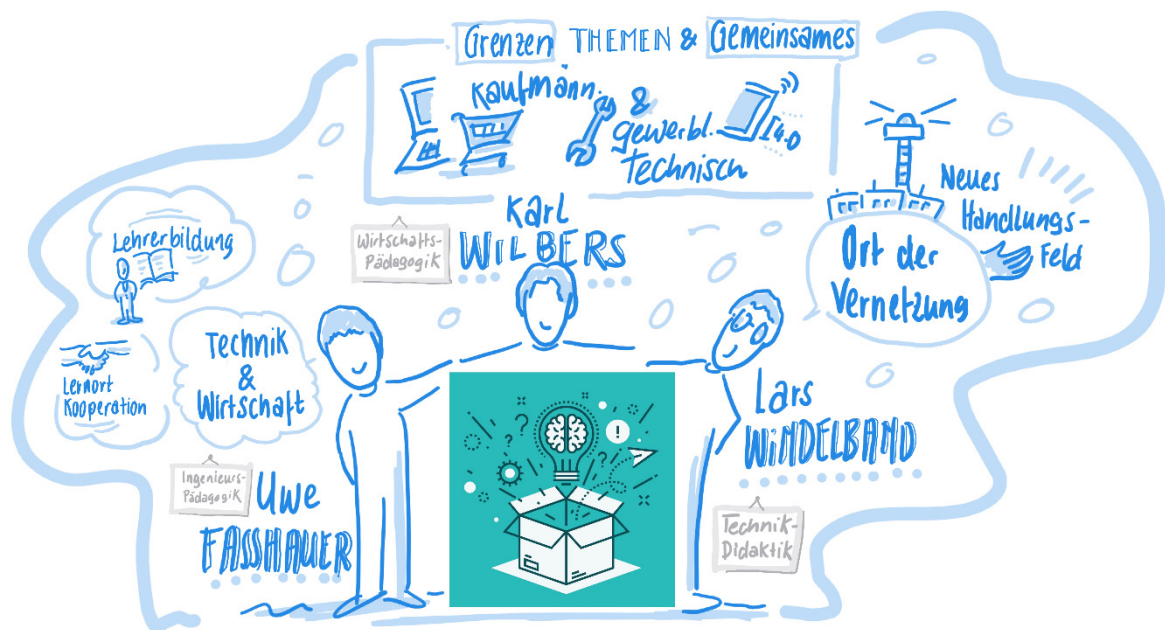 Grenzen THEMEN & Gemeinsames
Kaufmänn.
&
gewerbl.
Technisch
I4.0
Karl
WILBERS
Wirtschafts-
Pädagogik
Lehrerbildung
Technik
&
Wirtschaft
Lernort
Kooperation
Ingenieurs-
Pädagogik
Uwe
FASSHAUER
Neues
Handlungs-
Feld
Ort der
Vernetzung
Lars
WINDELBAND
Technik-
Didaktik
? ? ! ?